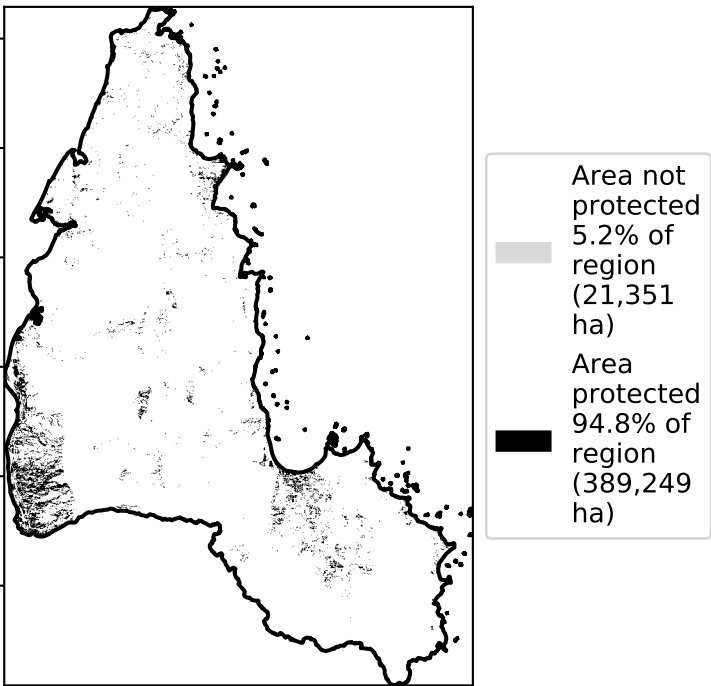 Area not
protected
5.2% of
region
(21,351
ha)
Area
protected
94.8% of
region
(389,249
ha)